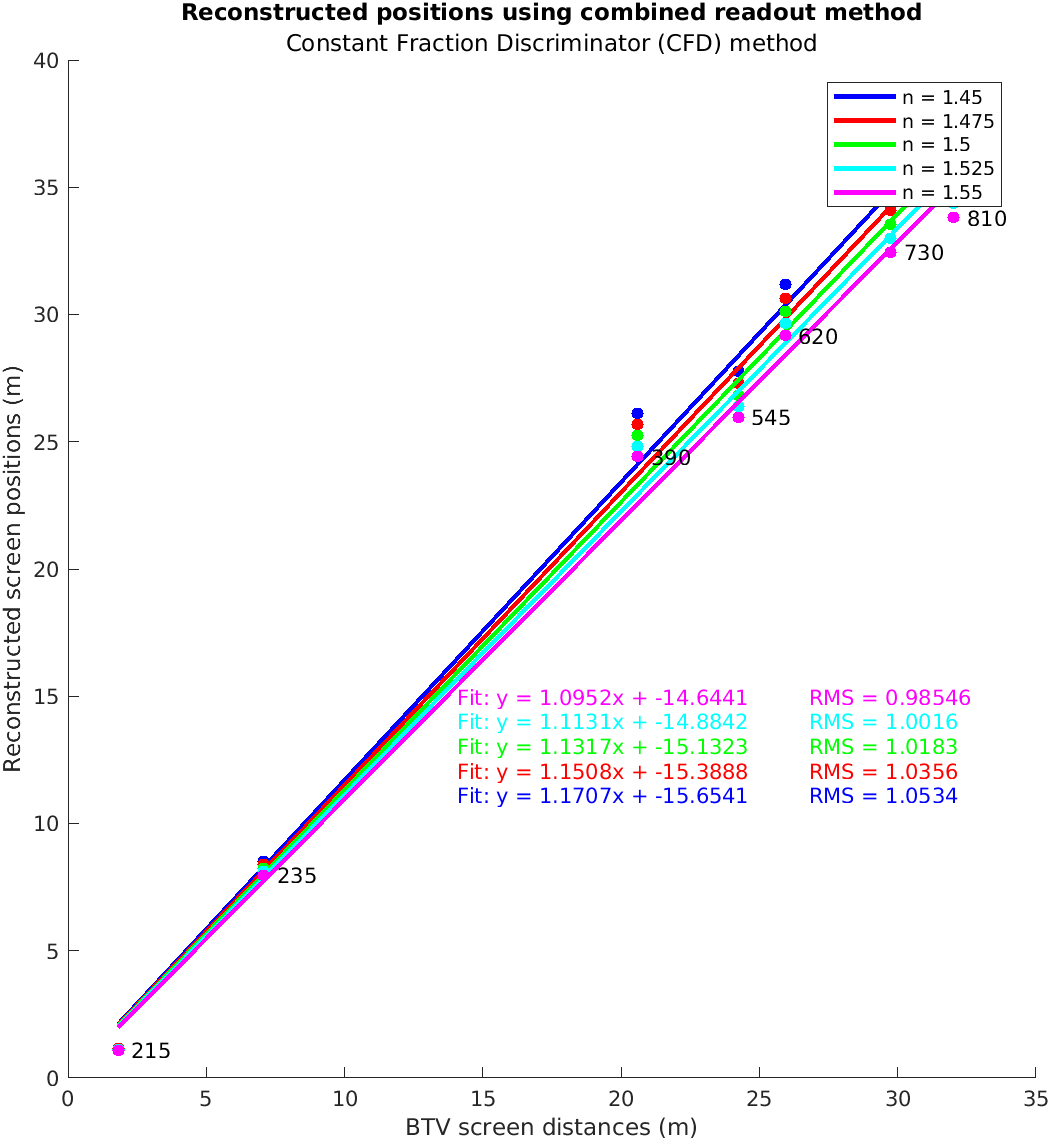 Reconstructed positions using combined readout method
Constant Fraction Discriminator (CFD) method
40
35
30
25
20
15
10
5
0
0 5 10 15 20 25 30 35
Reconstructed screen positions (m)
BTV screen distances (m)
n = 1.45
n = 1.475
n = 1.5
n = 1.525
n = 1.55
810
730
620
545
390
235
215
Fit: y = 1.0952x + -14.6441 RMS = 0.98546
Fit: y = 1.1131x + -14.8842 RMS = 1.0016
Fit: y = 1.1317x + -15.1323 RMS = 1.0183
Fit: y = 1.1508x + -15.3888 RMS = 1.0356
Fit: y = 1.1707x + -15.6541 RMS = 1.0534